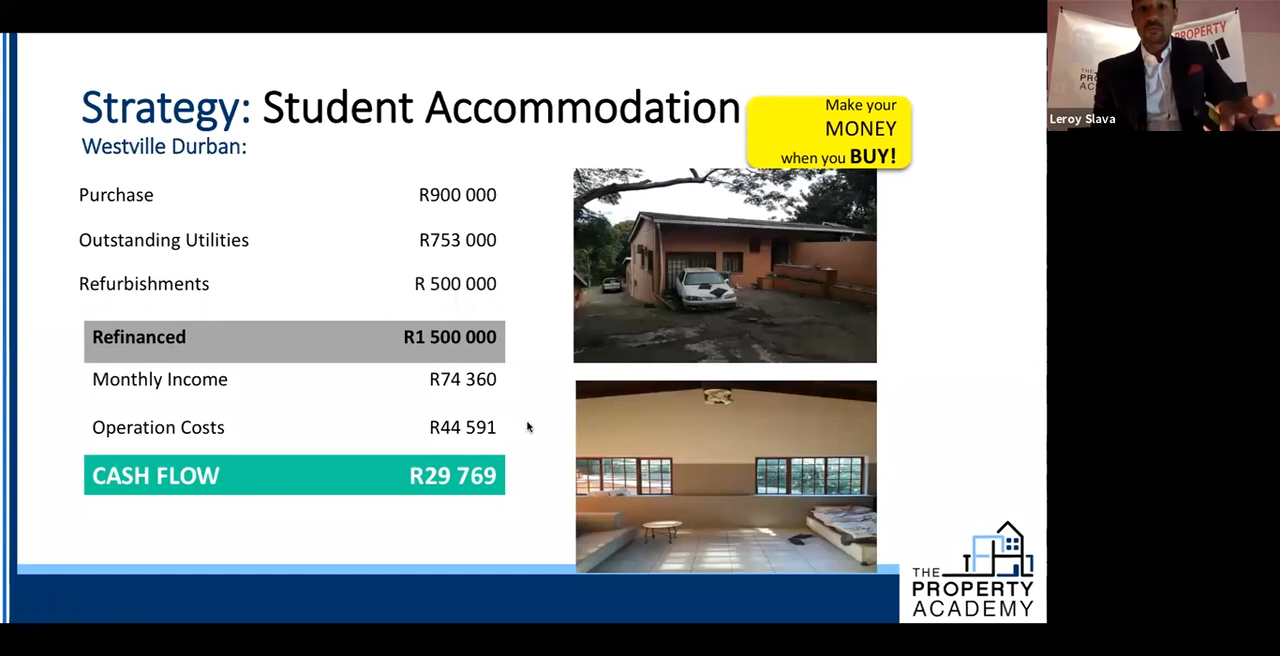 Strategy: Student Accommodation
Westville Durban:
Make your
MONEY
when you BUY!
Purchase R900 000
Outstanding Utilities R753 000
Refurbishments R 500 000
Refinanced R1 500 000
Monthly Income R74 360
Operation Costs R44 591
CASH FLOW R29 769
THE
PROPERTY
ACADEMY
PROPERTY
THE
Leroy Slava